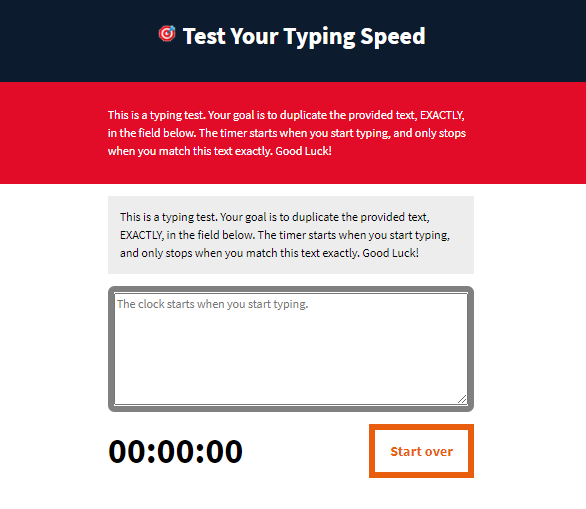 🎯 Test Your Typing Speed
This is a typing test. Your goal is to duplicate the provided text, EXACTLY,
in the field below. The timer starts when you start typing, and only stops
when you match this text exactly. Good Luck!
This is a typing test. Your goal is to duplicate the provided text,
EXACTLY, in the field below. The timer starts when you start typing,
and only stops when you match this text exactly. Good Luck!
The clock starts when you start typing.
00:00:00
Start over